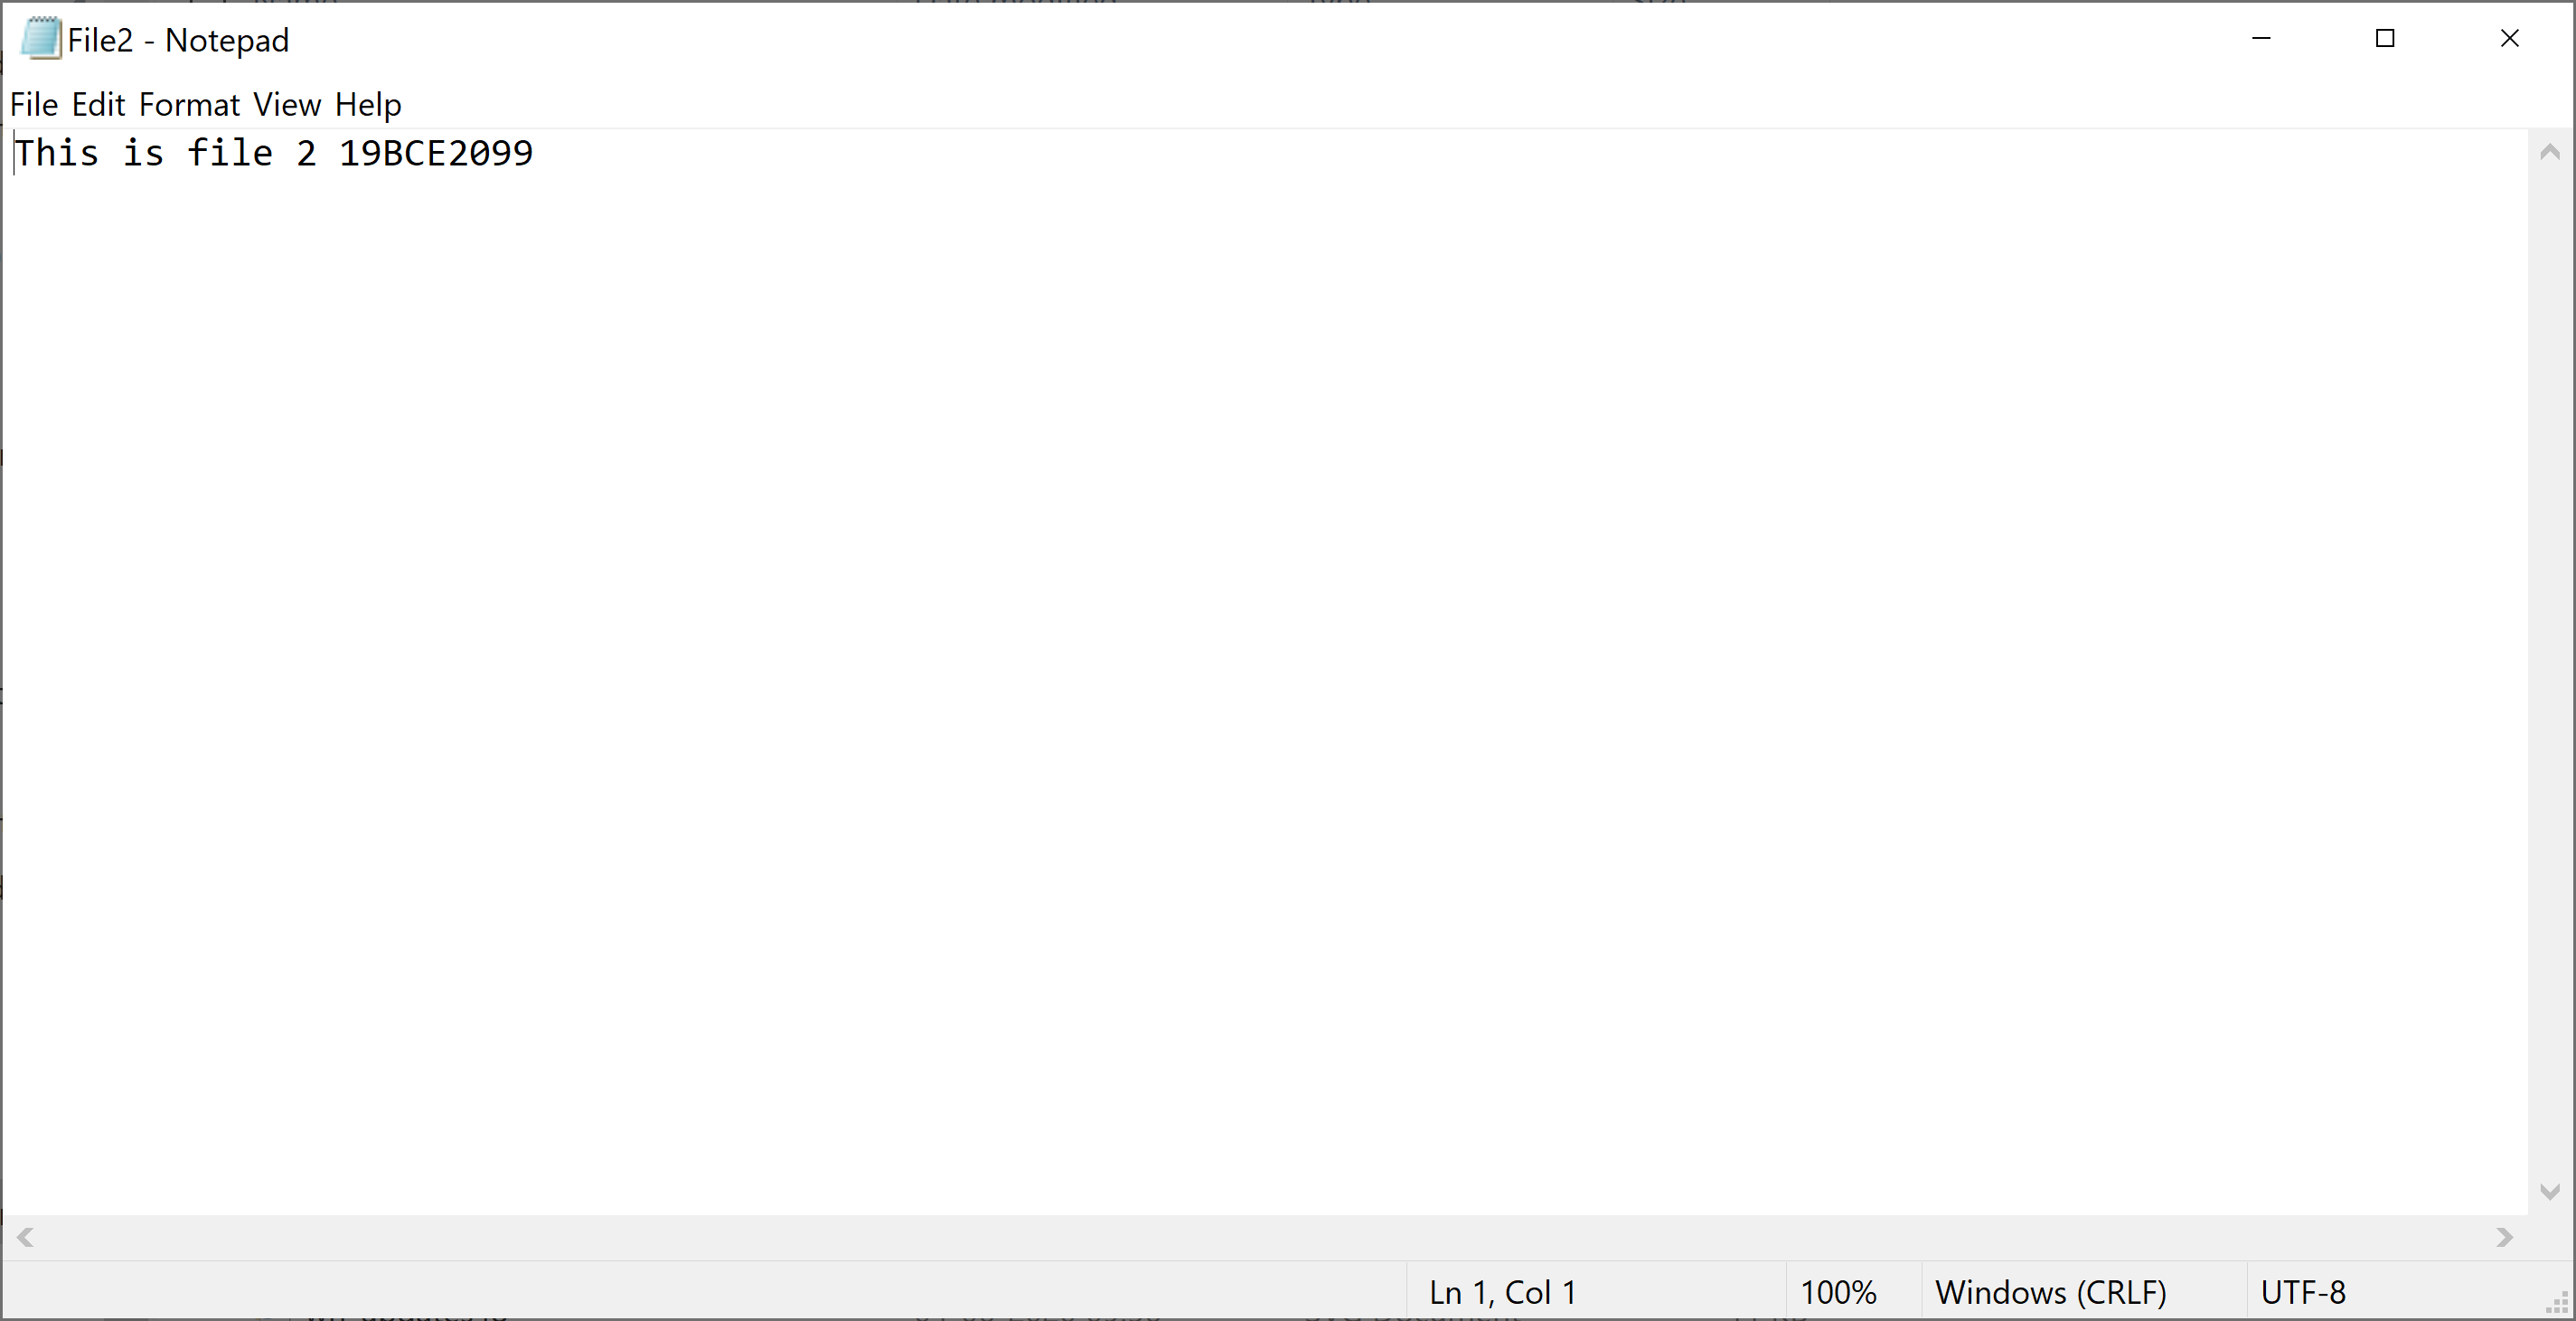 File2 - Notepad
File Edit Format View Help
This is file 2 19BCE2099
Ln 1, Col 1 100% Windows (CRLF) UTF-8